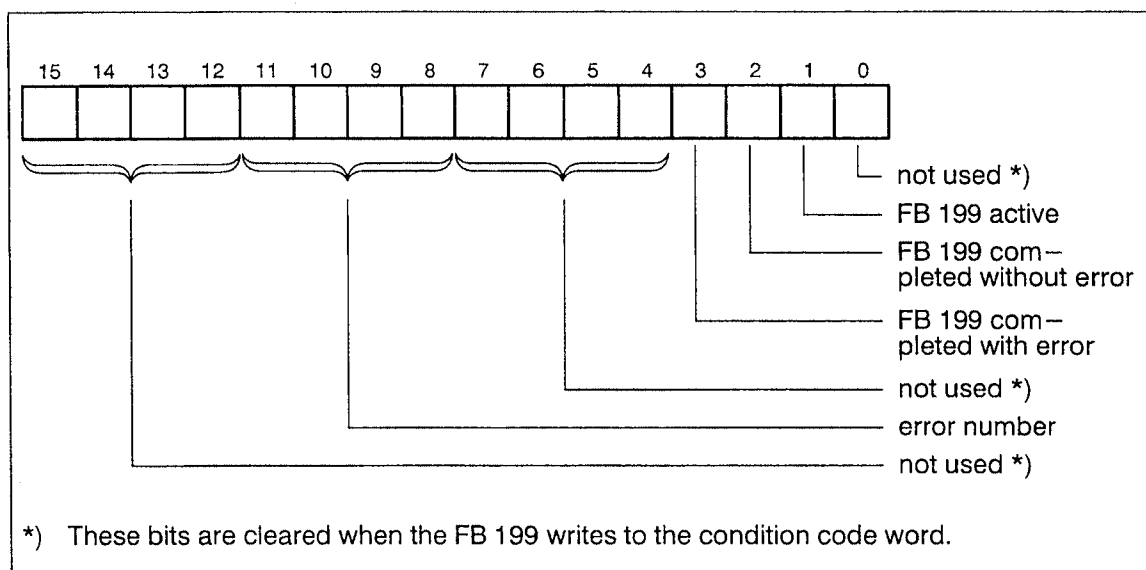 15 14 13 12 11 10 9 8 7 6 5 4 3 2 1 0
not used *)
FB 199 active
FB 199 com–
pleted without error
FB 199 com–
pleted with error
not used *)
error number
not used *)
*) These bits are cleared when the FB 199 writes to the condition code word.